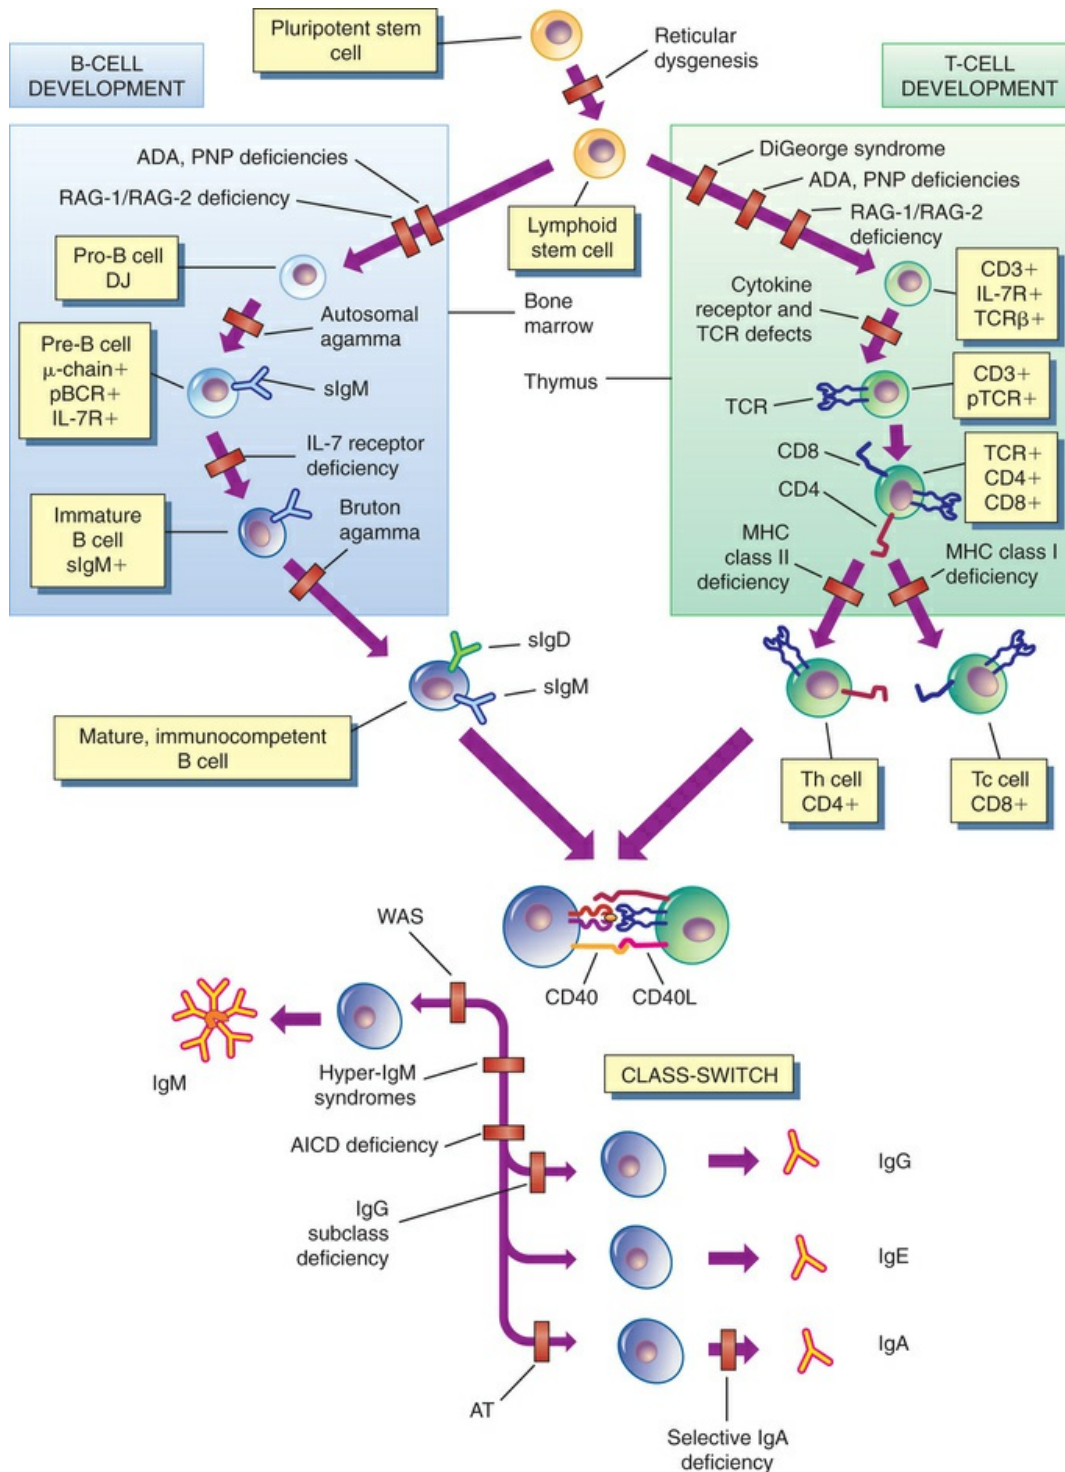 Pluripotent stem
cell
Reticular
dysgenesis
B-CELL
DEVELOPMENT
T-CELL
DEVELOPMENT
ADA, PNP deficiencies
RAG-1/RAG-2 deficiency
Lymphoid
stem cell
DiGeorge syndrome
ADA, PNP deficiencies
RAG-1/RAG-2
deficiency
Pro-B cell
DJ
Autosomal
agamma
Bone
marrow
Pre-B cell
μ-chain+
pBCR+
IL-7R+
sIgM
IL-7 receptor
deficiency
Immature
B cell
sIgM+
Bruton
agamma
Cytokine
receptor and
TCR defects
CD3+
IL-7R+
TCRβ+
Thymus
TCR
CD3+
pTCR+
CD8
CD4
TCR+
CD4+
CD8+
MHC
class II
deficiency
MHC class I
deficiency
sIgD
sIgM
Mature, immunocompetent
B cell
Th cell
CD4+
Tc cell
CD8+
CD40
CD40L
WAS
IgM
Hyper-IgM
syndromes
CLASS-SWITCH
AICD deficiency
IgG
subclass
deficiency
IgG
IgE
IgA
AT
Selective IgA
deficiency